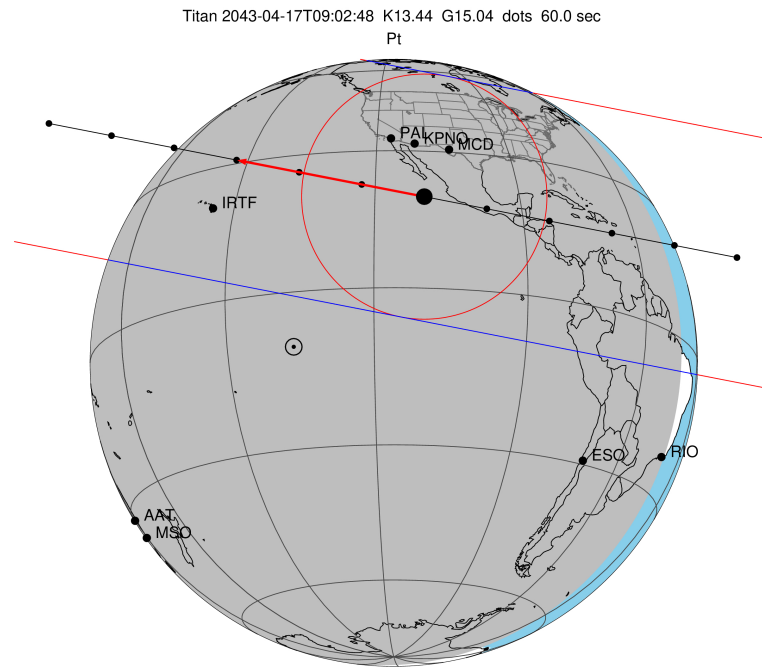 Titan 2043-04-17T09:02:48 K13.44 G15.04 dots 60.0 sec
Pt
PAL
KPNO
MCD
IRTF
ESO
RIO
AAT
MSO